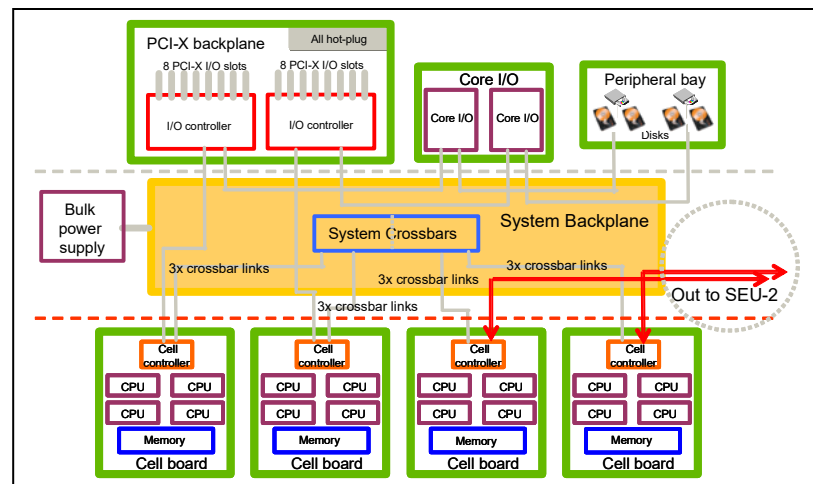 PCI-X backplane
All hot-plug
8 PCI-X I/O slots
8 PCI-X I/O slots
I/O controller
I/O controller
Core I/O
Core I/O
Core I/O
Peripheral bay
Disks
Bulk
power
supply
System Backplane
System Crossbars
3x crossbar links
3x crossbar links
3x crossbar links
3x crossbar links
Out to SEU-2
Cell
controller
CPU
CPU
CPU
CPU
Memory
Cell board
Cell
controller
CPU
CPU
CPU
CPU
Memory
Cell board
Cell
controller
CPU
CPU
CPU
CPU
Memory
Cell board
Cell
controller
CPU
CPU
CPU
CPU
Memory
Cell board